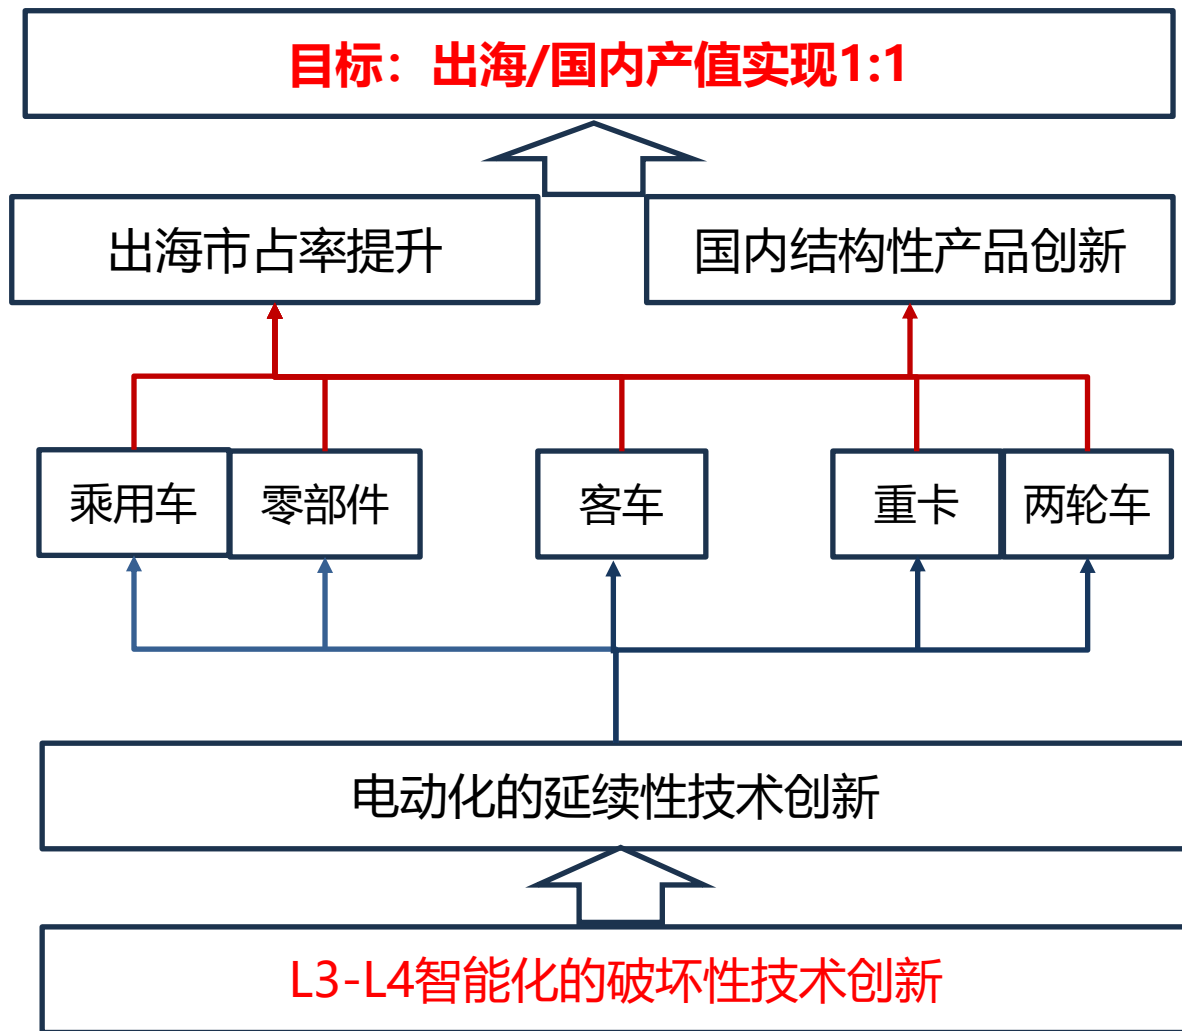 目标：出海/国内产值实现1:1
出海市占率提升
国内结构性产品创新
乘用车
零部件
客车
重卡
两轮车
电动化的延续性技术创新
L3-L4智能化的破坏性技术创新